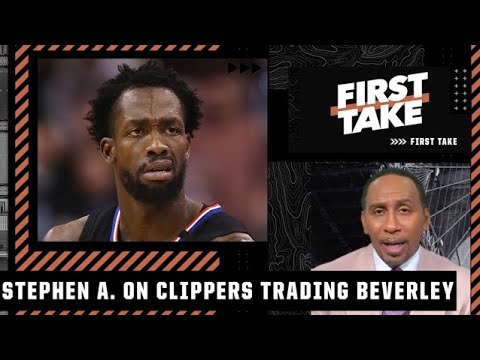 FIRST
TAKE
>>>> FIRST TAKE
STEPHEN A. ON CLIPPERS TRADING BEVERLEY